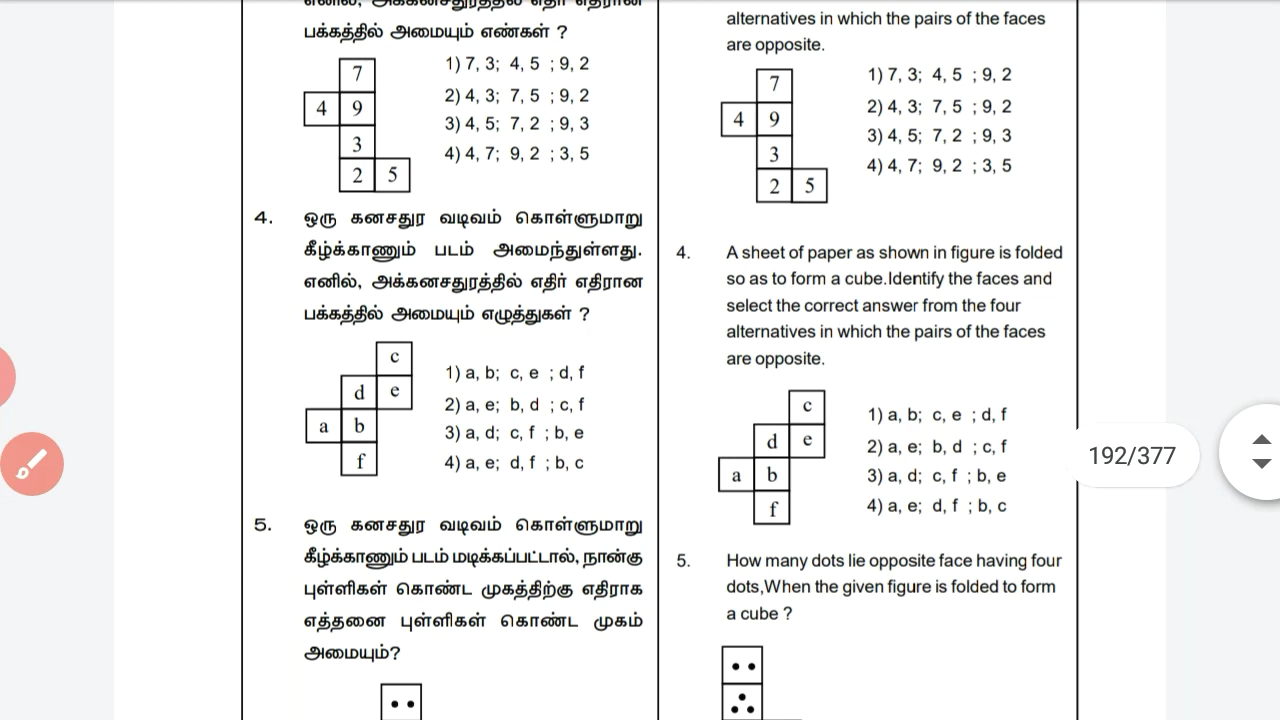 எனில், அக்கனசதுரத்தில் எதிர் எதிரான
பக்கத்தில் அமையும் எண்கள் ?
7
4 9
3
2 5
1) 7, 3; 4, 5 ; 9, 2
2) 4, 3; 7, 5 ; 9, 2
3) 4, 5; 7, 2 ; 9, 3
4) 4, 7; 9, 2 ; 3, 5
4. ஒரு கனசதுர வடிவம் கொள்ளுமாறு
கீழ்க்காணும் படம் அமைந்துள்ளது.
எனில், அக்கனசதுரத்தில் எதிர் எதிரான
பக்கத்தில் அமையும் எழுத்துகள் ?
c
d e
a b
f
1) a, b; c, e ; d, f
2) a, e; b, d ; c, f
3) a, d; c, f ; b, e
4) a, e; d, f ; b, c
5. ஒரு கனசதுர வடிவம் கொள்ளுமாறு
கீழ்க்காணும் படம் மடிக்கப்பட்டால், நான்கு
புள்ளிகள் கொண்ட முகத்திற்கு எதிராக
எத்தனை புள்ளிகள் கொண்ட முகம்
அமையும்?
alternatives in which the pairs of the faces
are opposite.
7
4 9
3
2 5
1) 7, 3; 4, 5 ; 9, 2
2) 4, 3; 7, 5 ; 9, 2
3) 4, 5; 7, 2 ; 9, 3
4) 4, 7; 9, 2 ; 3, 5
4. A sheet of paper as shown in figure is folded
so as to form a cube.Identify the faces and
select the correct answer from the four
alternatives in which the pairs of the faces
are opposite.
c
d e
a b
f
1) a, b; c, e ; d, f
2) a, e; b, d ; c, f
3) a, d; c, f ; b, e
4) a, e; d, f ; b, c
5. How many dots lie opposite face having four
dots,When the given figure is folded to form
a cube ?
192/377